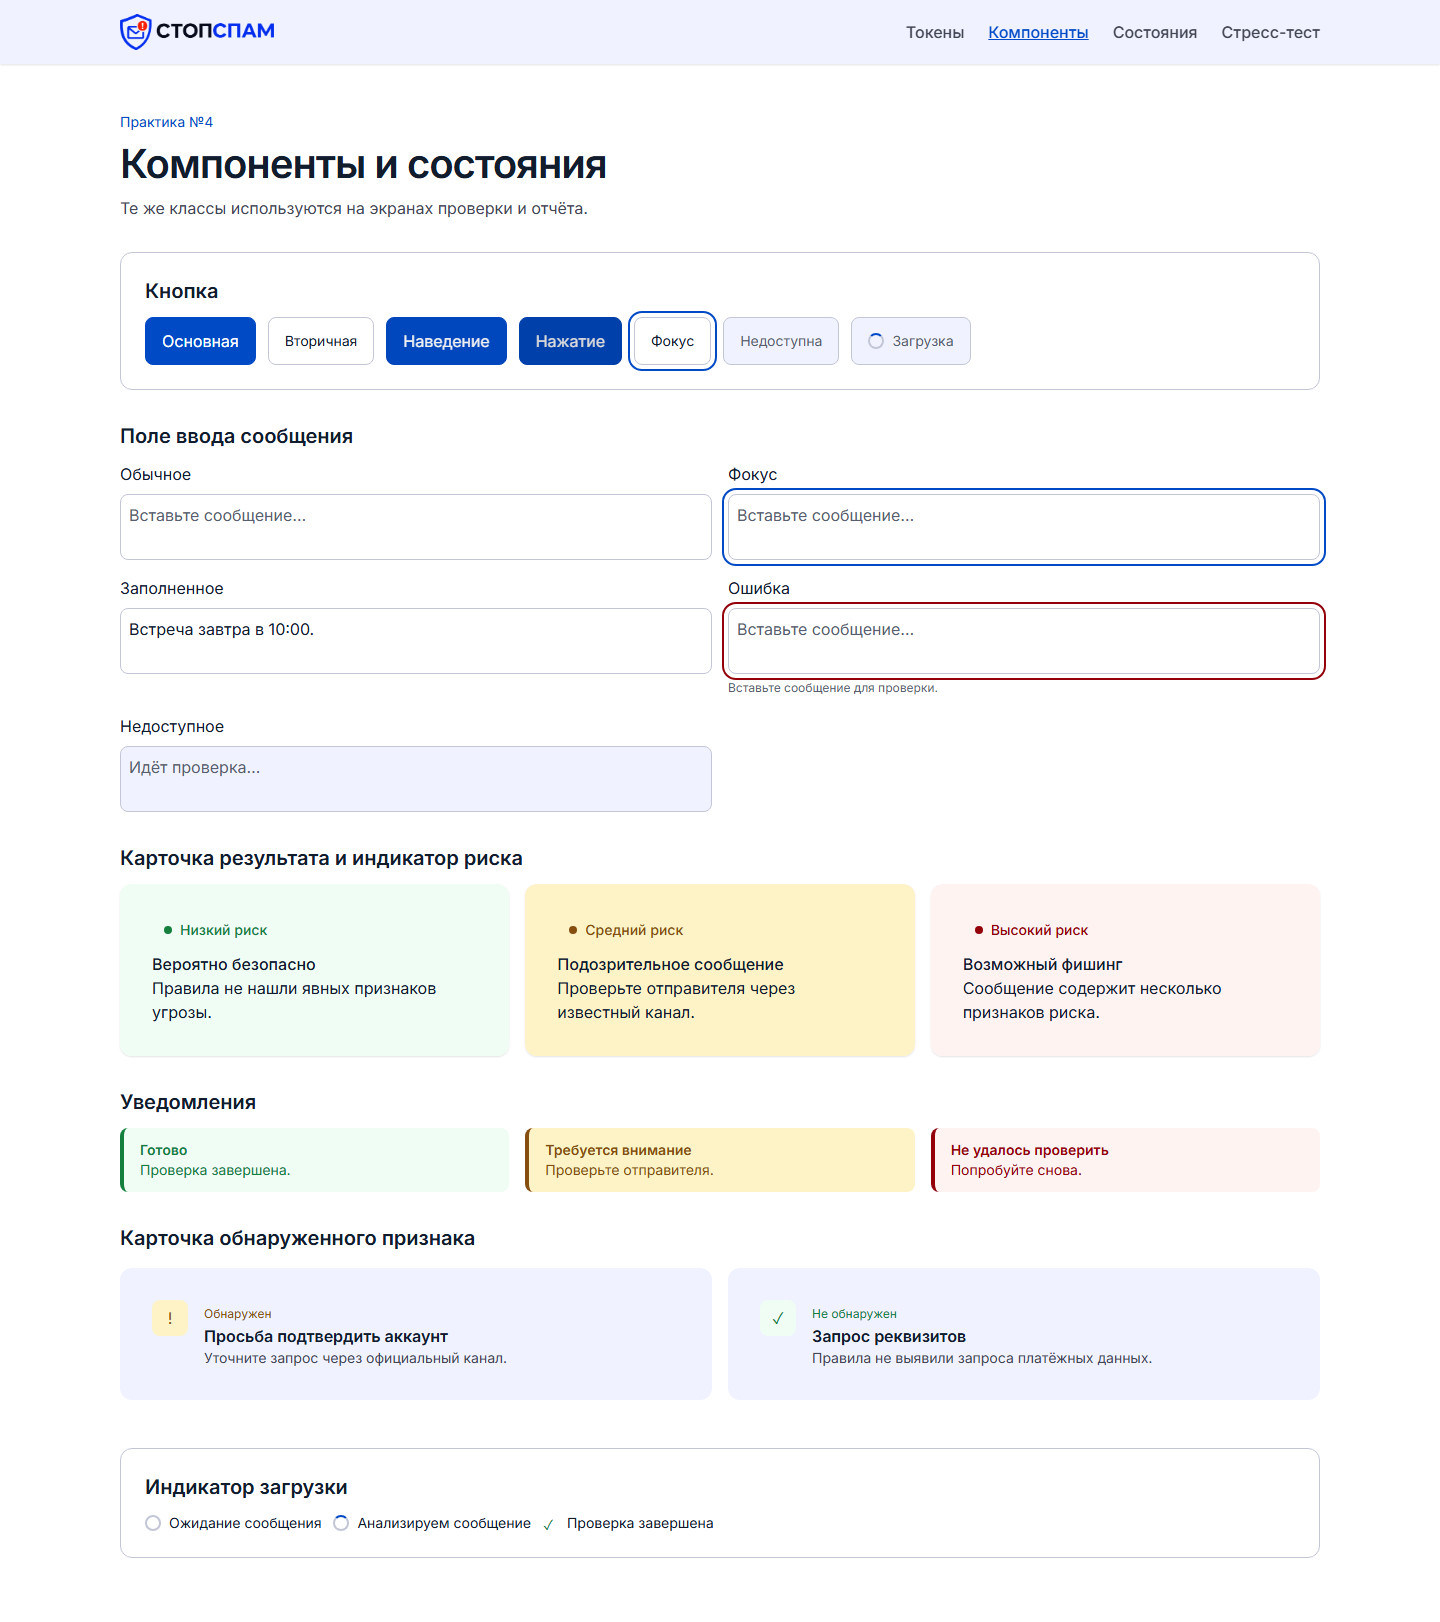 СТОПСПАМ
Токены Компоненты Состояния Стресс-тест
Практика №4
Компоненты и состояния
Те же классы используются на экранах проверки и отчёта.
Кнопка
Основная Вторичная Наведение Нажатие Фокус Недоступна Загрузка
Поле ввода сообщения
Обычное
Вставьте сообщение...
Фокус
Вставьте сообщение...
Заполненное
Встреча завтра в 10:00.
Ошибка
Вставьте сообщение...
Вставьте сообщение для проверки.
Недоступное
Идёт проверка...
Карточка результата и индикатор риска
Низкий риск
Вероятно безопасно
Правила не нашли явных признаков
угрозы.
Средний риск
Подозрительное сообщение
Проверьте отправителя через
известный канал.
Высокий риск
Возможный фишинг
Сообщение содержит несколько
признаков риска.
Уведомления
Готово
Проверка завершена.
Требуется внимание
Проверьте отправителя.
Не удалось проверить
Попробуйте снова.
Карточка обнаруженного признака
!
Обнаружен
Просьба подтвердить аккаунт
Уточните запрос через официальный канал.
✓
Не обнаружен
Запрос реквизитов
Правила не выявили запроса платёжных данных.
Индикатор загрузки
Ожидание сообщения Анализируем сообщение ✓ Проверка завершена